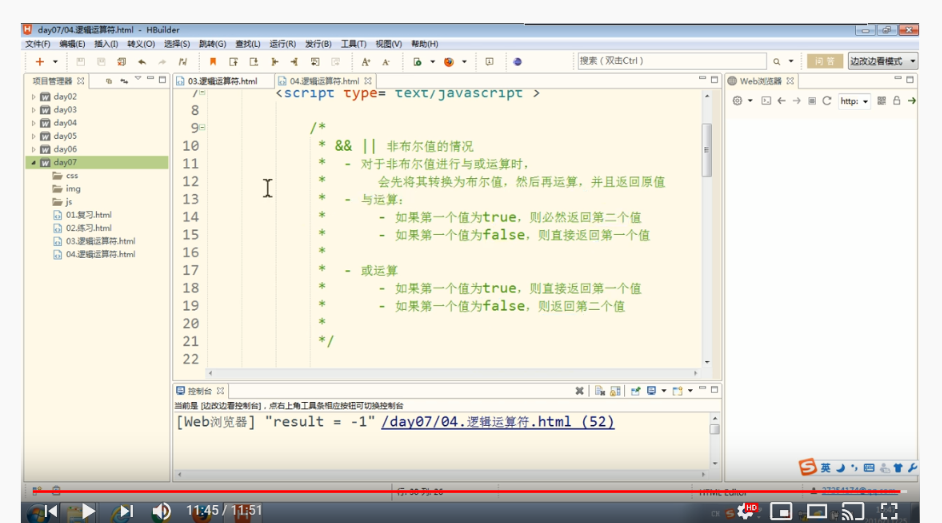 day07/04.逻辑运算符.html - HBuilder
文件(F) 编辑(E) 插入(I) 转义(O) 选择(S) 跳转(G) 查找(L) 运行(R) 发行(B) 工具(T) 视图(V) 帮助(H)
搜索 ( 双击Ctrl )
问 答
边改边看模式
项目管理器
03.逻辑运算符.html
04.逻辑运算符.html
Web浏览器
http:
day02
day03
day04
day05
day06
day07
css
img
js
01.复习.html
02.练习.html
03.逻辑运算符.html
04.逻辑运算符.html
7 <script type= text/javascript >
8
9 /*
10 * && || 非布尔值的情况
11 * - 对于非布尔值进行与或运算时,
12 * 会先将其转换为布尔值, 然后再运算, 并且返回原值
13 * - 与运算:
14 * - 如果第一个值为true, 则必然返回第二个值
15 * - 如果第一个值为false, 则直接返回第一个值
16 *
17 * - 或运算
18 * - 如果第一个值为true, 则直接返回第一个值
19 * - 如果第一个值为false, 则返回第二个值
20 *
21 */
22
控制台
当前是 [边改边看控制台] , 点右上角工具条相应按钮可切换控制台
[Web浏览器] "result = -1" /day07/04.逻辑运算符.html (52)
英
HTML Editor
11:45 / 11:51
HD